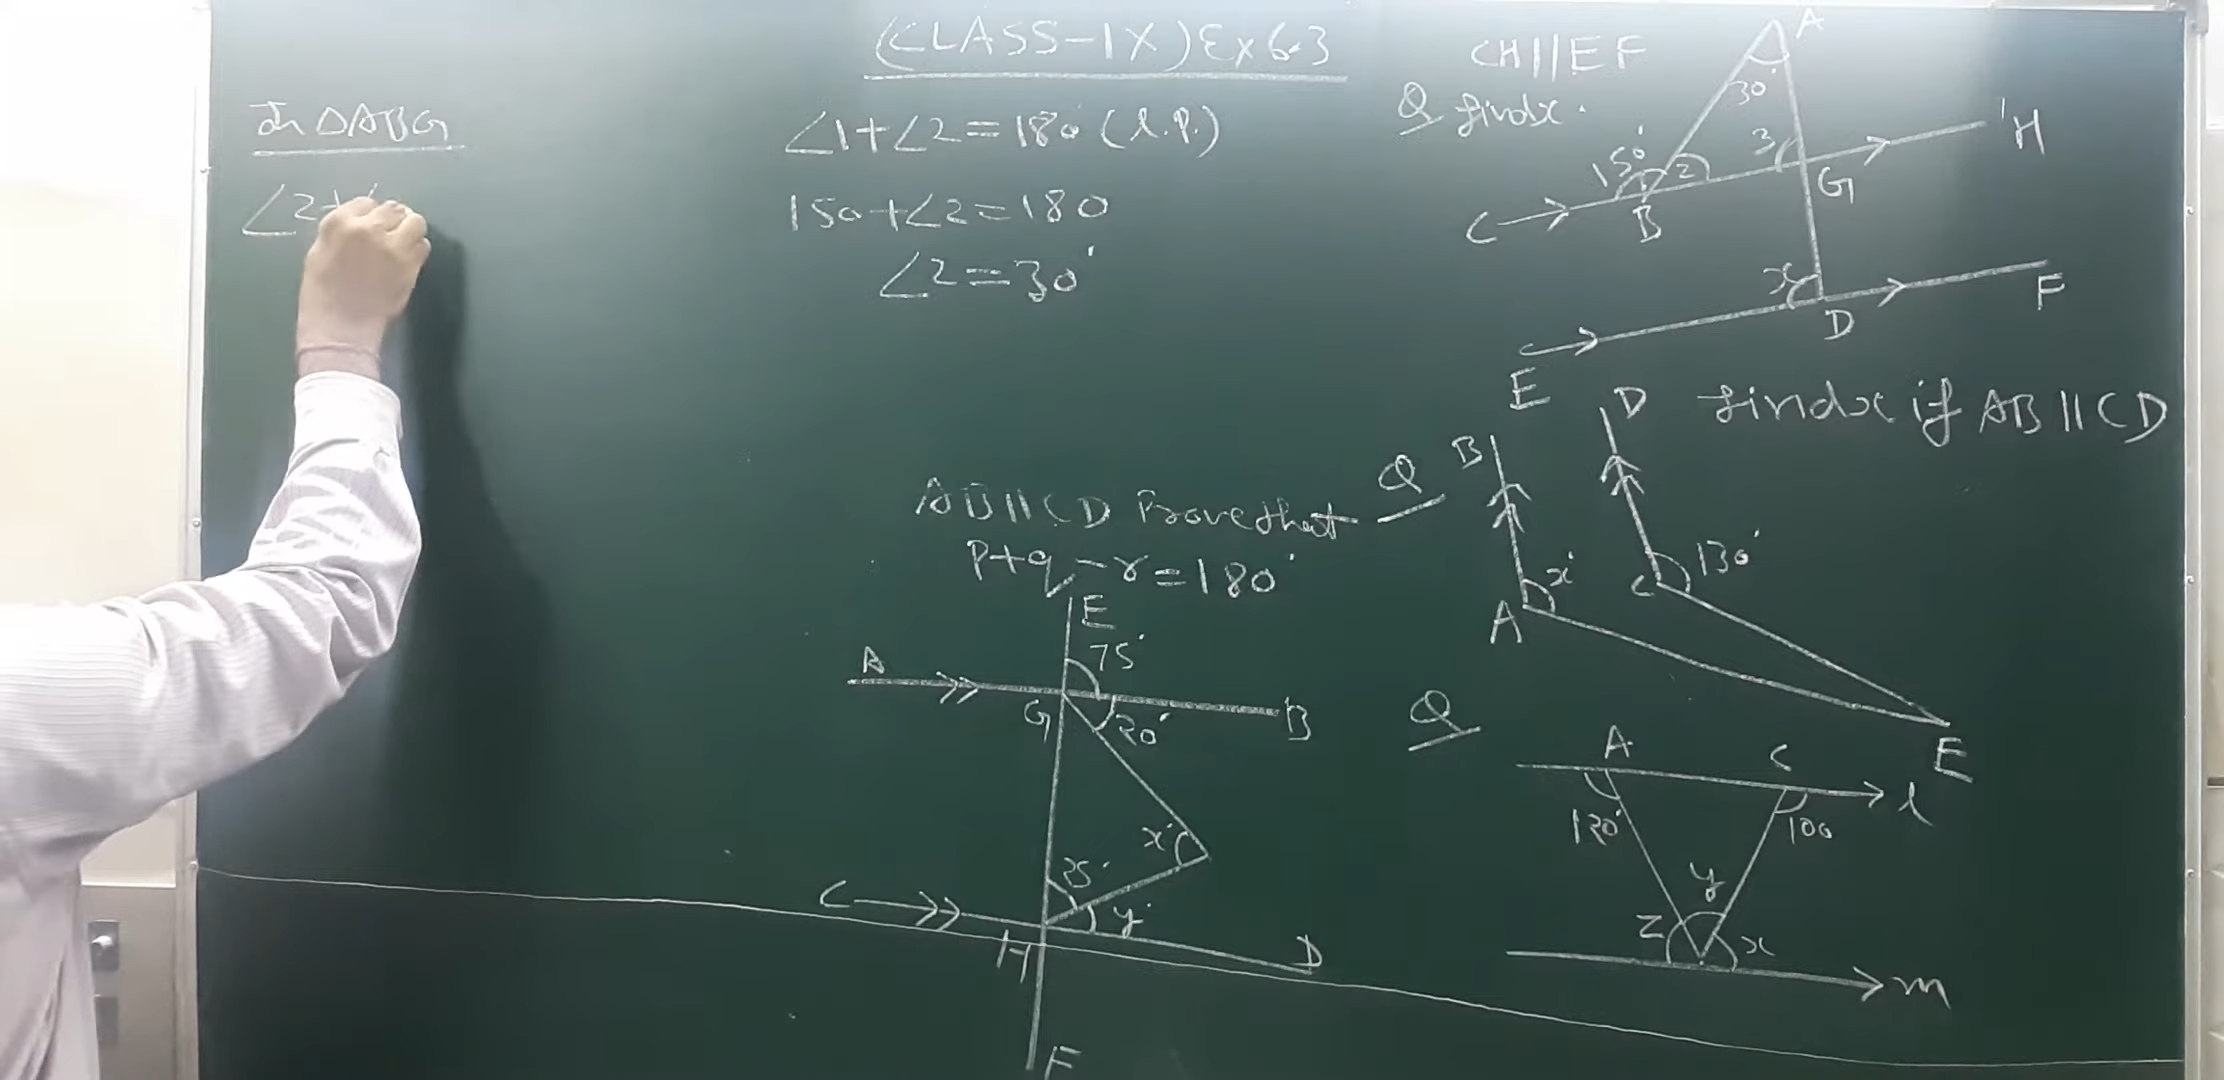 (CLASS-IX) Ex 6.3
In △ABG
∠2+
∠1+∠2=180° (l.p.)
150+∠2=180
∠2=30°
CH||EF
Q find x.
A
30°
150°
1
2
3
H
G
C
B
x
F
D
E
find x if AB||CD
Q
B
D
130°
x°
C
A
E
AB||CD Prove that
p+q-r=180°
E
75°
A
G
20°
B
x°
25°
C
y°
H
D
F
Q
A
C
l
120°
100
y
z
x
m